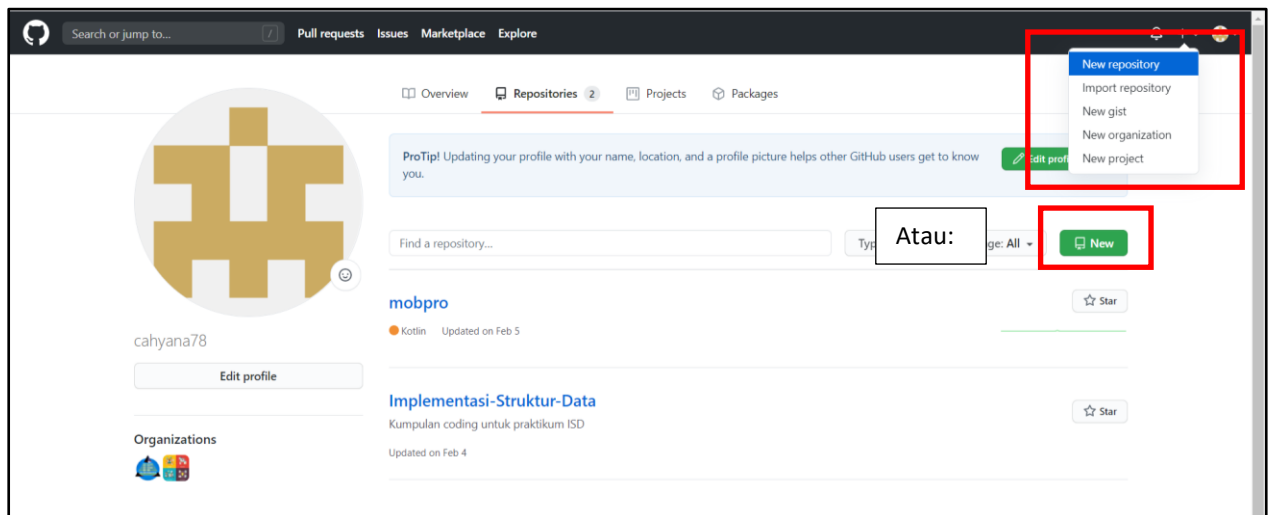 Search or jump to... /
Pull requests Issues Marketplace Explore
New repository
Import repository
New gist
New organization
New project
Overview Repositories 2 Projects Packages
ProTip! Updating your profile with your name, location, and a profile picture helps other GitHub users get to know
you.
Edit
Find a repository...
Atau:
All
New
mobpro
Star
Kotlin Updated on Feb 5
cahyana78
Edit profile
Implementasi-Struktur-Data
Star
Kumpulan coding untuk praktikum ISD
Updated on Feb 4
Organizations